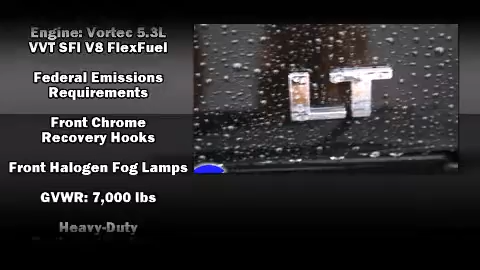 Engine: Vortec 5.3L
VVT SFI V8 FlexFuel
Federal Emissions
Requirements
Front Chrome
Recovery Hooks
Front Halogen Fog Lamps
GVWR: 7,000 lbs
Heavy-Duty
LT